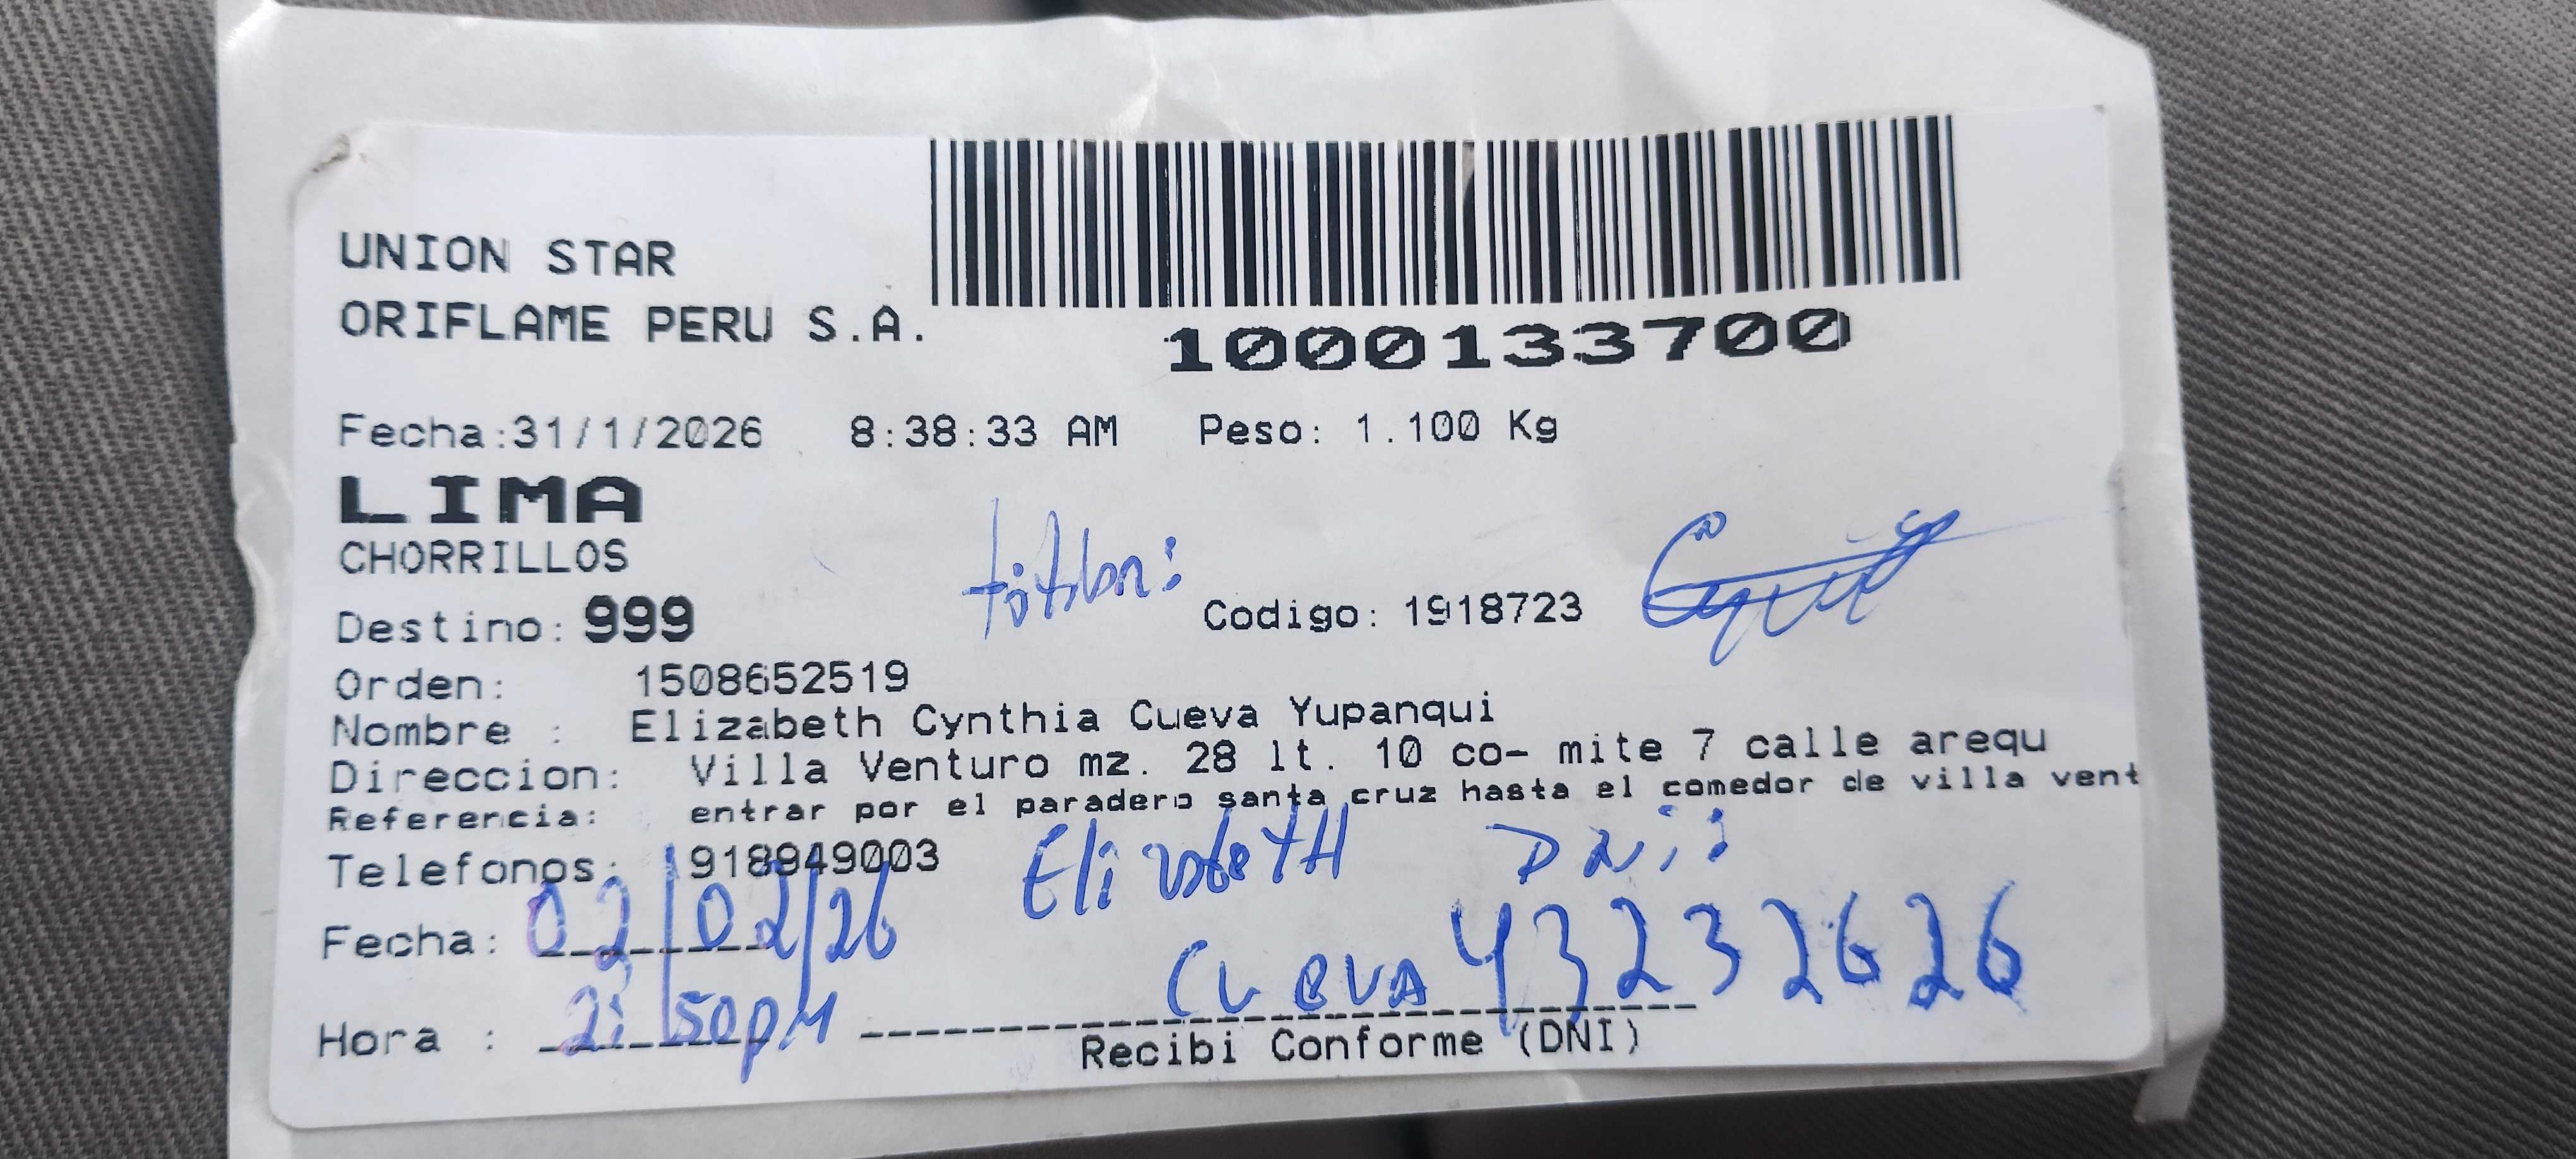 UNION STAR
ORIFLAME PERU S.A.
1000133700
Fecha:31/1/2026 8:38:33 AM Peso: 1.100 Kg
LIMA
CHORRILLOS
Destino: 999
Codigo: 1918723
Orden: 1508652519
Nombre : Elizabeth Cynthia Cueva Yupanqui
Direccion: Villa Venturo mz. 28 lt. 10 co- mite 7 calle arequ
Referencia: entrar por el paradero santa cruz hasta el comedor de villa vent
Telefonos: 918949003
Elizabeth DNi:
Fecha: 02/02/26
Cueva 43232626
Hora : 2:50pM
Recibi Conforme (DNI)